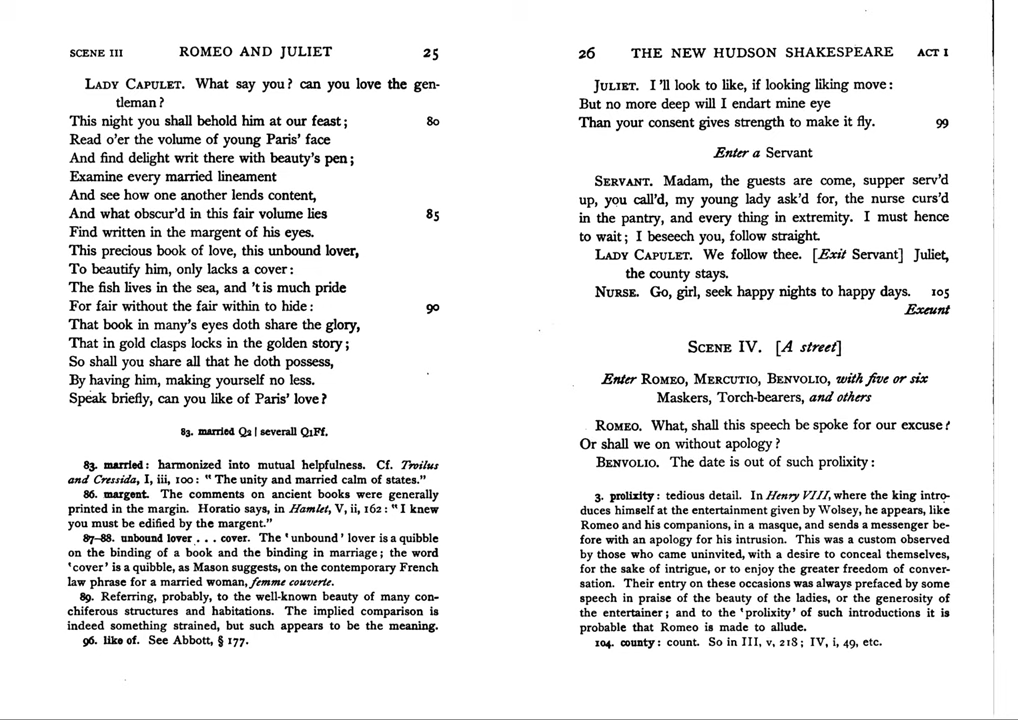 SCENE III ROMEO AND JULIET 25
LADY CAPULET. What say you? can you love the gen-
tleman?
This night you shall behold him at our feast; 80
Read o'er the volume of young Paris' face
And find delight writ there with beauty's pen;
Examine every married lineament
And see how one another lends content,
And what obscur'd in this fair volume lies 85
Find written in the margent of his eyes.
This precious book of love, this unbound lover,
To beautify him, only lacks a cover:
The fish lives in the sea, and 't is much pride
For fair without the fair within to hide: 90
That book in many's eyes doth share the glory,
That in gold clasps locks in the golden story;
So shall you share all that he doth possess,
By having him, making yourself no less.
Speak briefly, can you like of Paris' love?
83. married Q2 | severall Q1Ff.
83. married: harmonized into mutual helpfulness. Cf. Troilus
and Cressida, I, iii, 100: "The unity and married calm of states."
86. margent. The comments on ancient books were generally
printed in the margin. Horatio says, in Hamlet, V, ii, 162: "I knew
you must be edified by the margent."
87–88. unbound lover . . . cover. The 'unbound' lover is a quibble
on the binding of a book and the binding in marriage; the word
'cover' is a quibble, as Mason suggests, on the contemporary French
law phrase for a married woman, femme couverte.
89. Referring, probably, to the well-known beauty of many con-
chiferous structures and habitations. The implied comparison is
indeed something strained, but such appears to be the meaning.
96. like of. See Abbott, § 177.
26 THE NEW HUDSON SHAKESPEARE ACT I
JULIET. I 'll look to like, if looking liking move:
But no more deep will I endart mine eye
Than your consent gives strength to make it fly. 99
Enter a Servant
SERVANT. Madam, the guests are come, supper serv'd
up, you call'd, my young lady ask'd for, the nurse curs'd
in the pantry, and every thing in extremity. I must hence
to wait; I beseech you, follow straight.
LADY CAPULET. We follow thee. [Exit Servant] Juliet,
the county stays.
NURSE. Go, girl, seek happy nights to happy days. 105
Exeunt
SCENE IV. [A street]
Enter ROMEO, MERCUTIO, BENVOLIO, with five or six
Maskers, Torch-bearers, and others
ROMEO. What, shall this speech be spoke for our excuse?
Or shall we on without apology?
BENVOLIO. The date is out of such prolixity:
3. prolixity: tedious detail. In Henry VIII, where the king intro-
duces himself at the entertainment given by Wolsey, he appears, like
Romeo and his companions, in a masque, and sends a messenger be-
fore with an apology for his intrusion. This was a custom observed
by those who came uninvited, with a desire to conceal themselves,
for the sake of intrigue, or to enjoy the greater freedom of conver-
sation. Their entry on these occasions was always prefaced by some
speech in praise of the beauty of the ladies, or the generosity of
the entertainer; and to the 'prolixity' of such introductions it is
probable that Romeo is made to allude.
104. county: count. So in III, v, 218; IV, i, 49, etc.